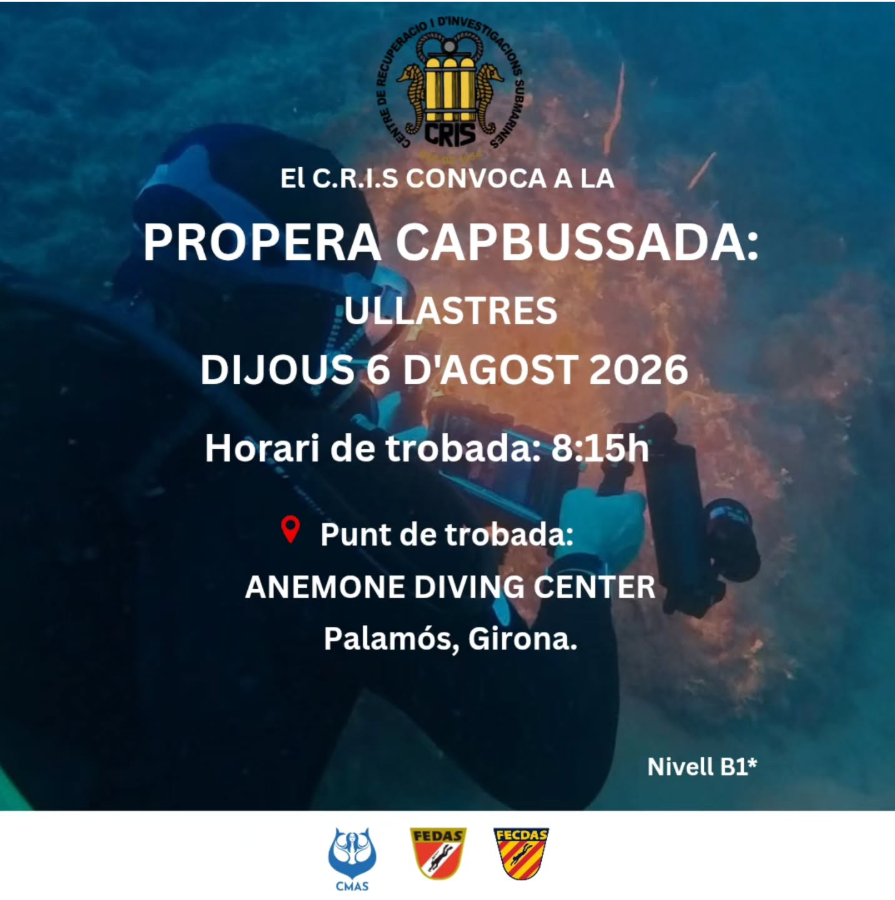 CENTRE DE RECUPERACIO I D'INVESTIGACIONS SUBMARINES
CRIS
El C.R.I.S CONVOCA A LA
PROPERA CAPBUSSADA:
ULLASTRES
DIJOUS 6 D'AGOST 2026
Horari de trobada: 8:15h
Punt de trobada:
ANEMONE DIVING CENTER
Palamós, Girona.
Nivell B1*
CMAS
FEDAS
FECDAS